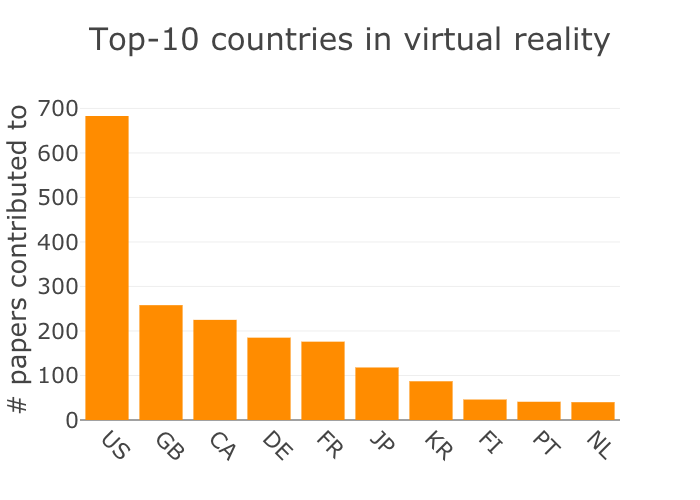 Top-10 countries in virtual reality
# papers contributed to
700
600
500
400
300
200
100
0
US
GB
CA
DE
FR
JP
KR
FI
PT
NL